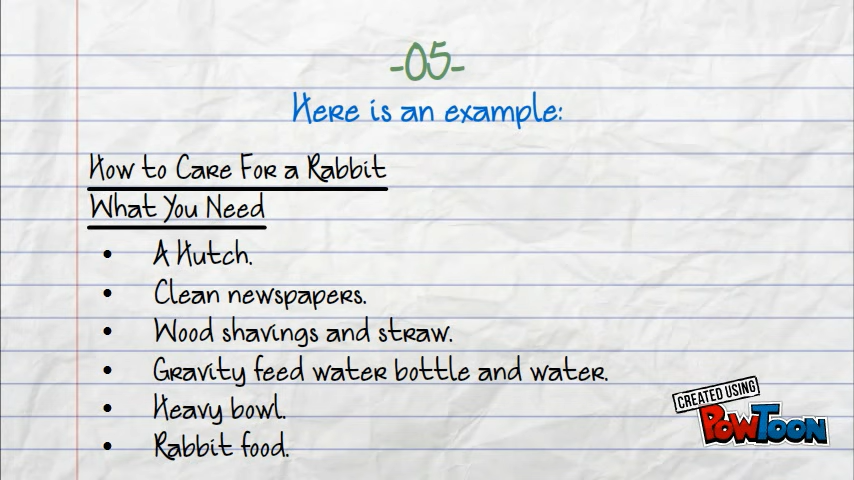 -05-
Here is an example:
How to Care For a Rabbit
What You Need
• A Hutch.
• Clean newspapers.
• Wood shavings and straw.
• Gravity feed water bottle and water.
• Heavy bowl.
• Rabbit food.
CREATED USING
POWTOON